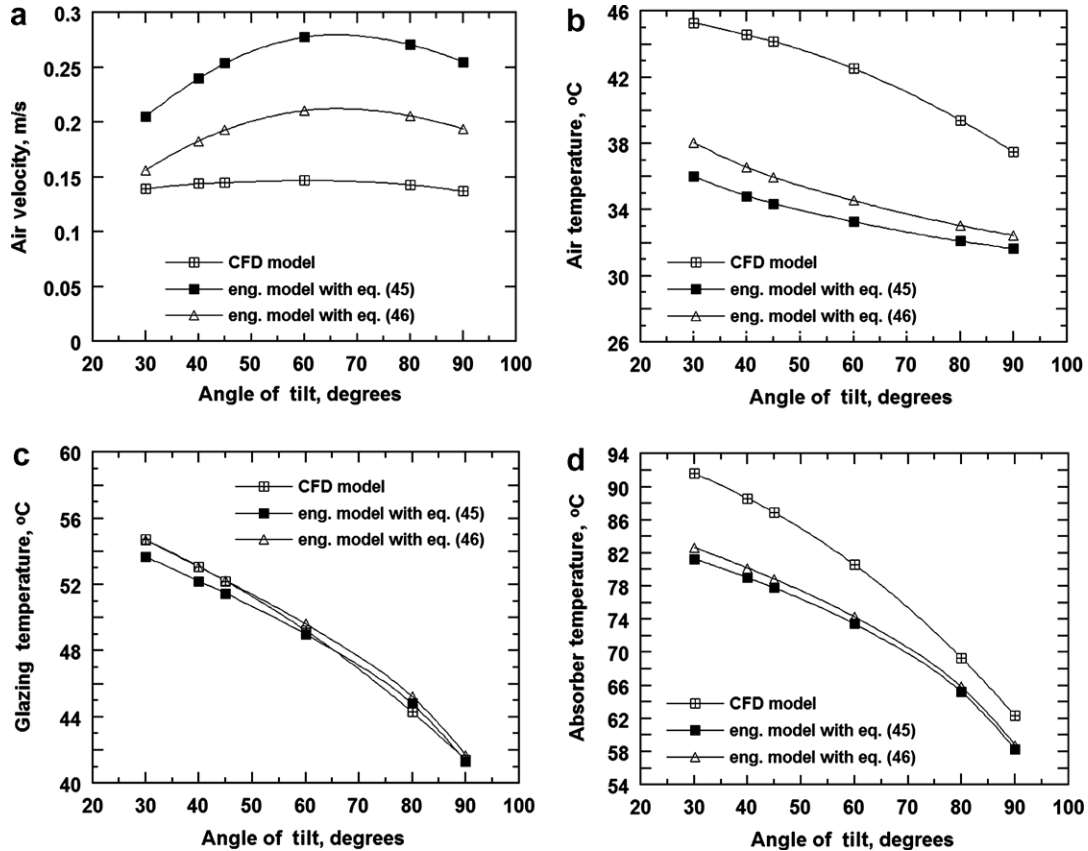 a
0.3
0.25
0.2
0.15
0.1
0.05
0
Air velocity, m/s
CFD model
eng. model with eq. (45)
eng. model with eq. (46)
20 30 40 50 60 70 80 90 100
Angle of tilt, degrees
b
46
42
38
34
30
26
Air temperature, ºC
CFD model
eng. model with eq. (45)
eng. model with eq. (46)
20 30 40 50 60 70 80 90 100
Angle of tilt, degrees
c
60
56
52
48
44
40
Glazing temperature, ºC
CFD model
eng. model with eq. (45)
eng. model with eq. (46)
20 30 40 50 60 70 80 90 100
Angle of tilt, degrees
d
94
90
86
82
78
74
70
66
62
58
54
Absorber temperature, ºC
CFD model
eng. model with eq. (45)
eng. model with eq. (46)
20 30 40 50 60 70 80 90 100
Angle of tilt, degrees